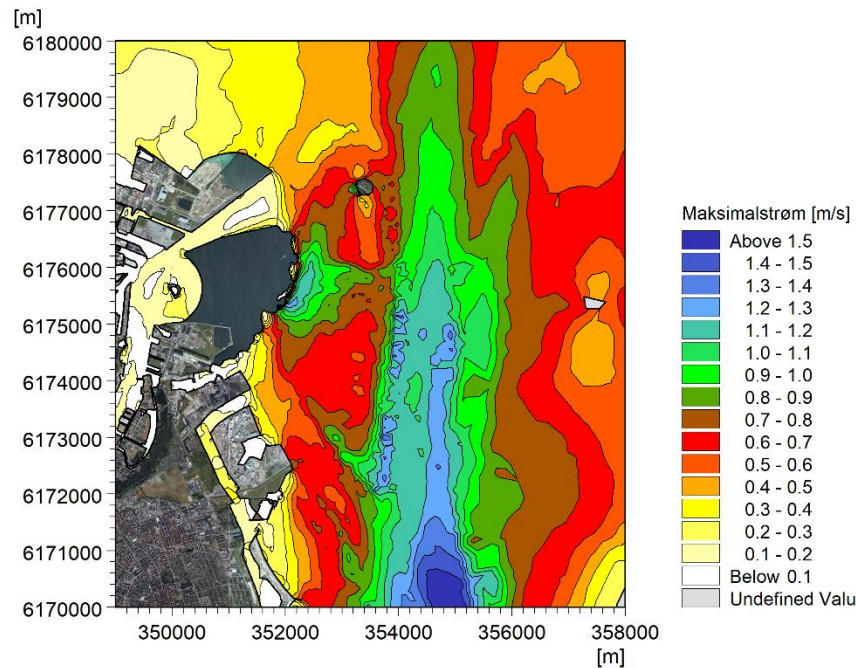 [m]
6180000
6179000
6178000
6177000
6176000
6175000
6174000
6173000
6172000
6171000
6170000
350000 352000 354000 356000 358000
[m]
Maksimalstrøm [m/s]
Above 1.5
1.4 - 1.5
1.3 - 1.4
1.2 - 1.3
1.1 - 1.2
1.0 - 1.1
0.9 - 1.0
0.8 - 0.9
0.7 - 0.8
0.6 - 0.7
0.5 - 0.6
0.4 - 0.5
0.3 - 0.4
0.2 - 0.3
0.1 - 0.2
Below 0.1
Undefined Valu